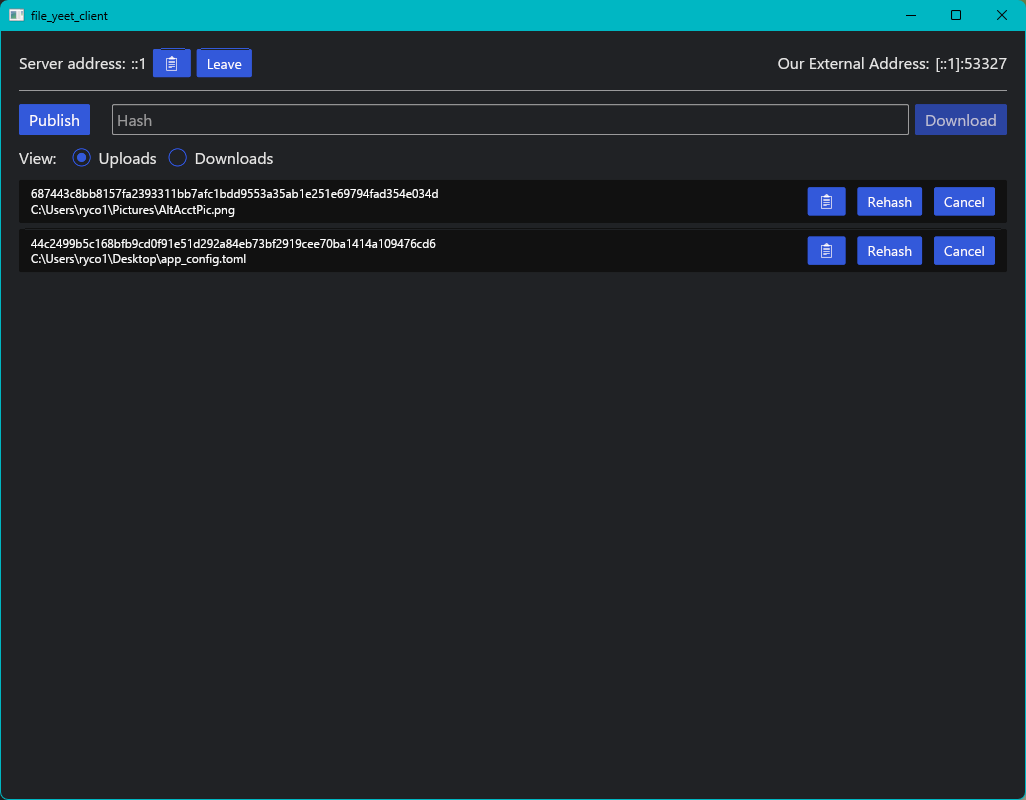 file_yeet_client
Server address: ::1 Leave Our External Address: [::1]:53327
Publish Hash Download
View: Uploads Downloads
687443c8bb8157fa2393311bb7afc1bdd9553a35ab1e251e69794fad354e034d
C:\Users\ryco1\Pictures\AltAcctPic.png
Rehash Cancel
44c2499b5c168bfb9cd0f91e51d292a84eb73bf2919cee70ba1414a109476cd6
C:\Users\ryco1\Desktop\app_config.toml
Rehash Cancel